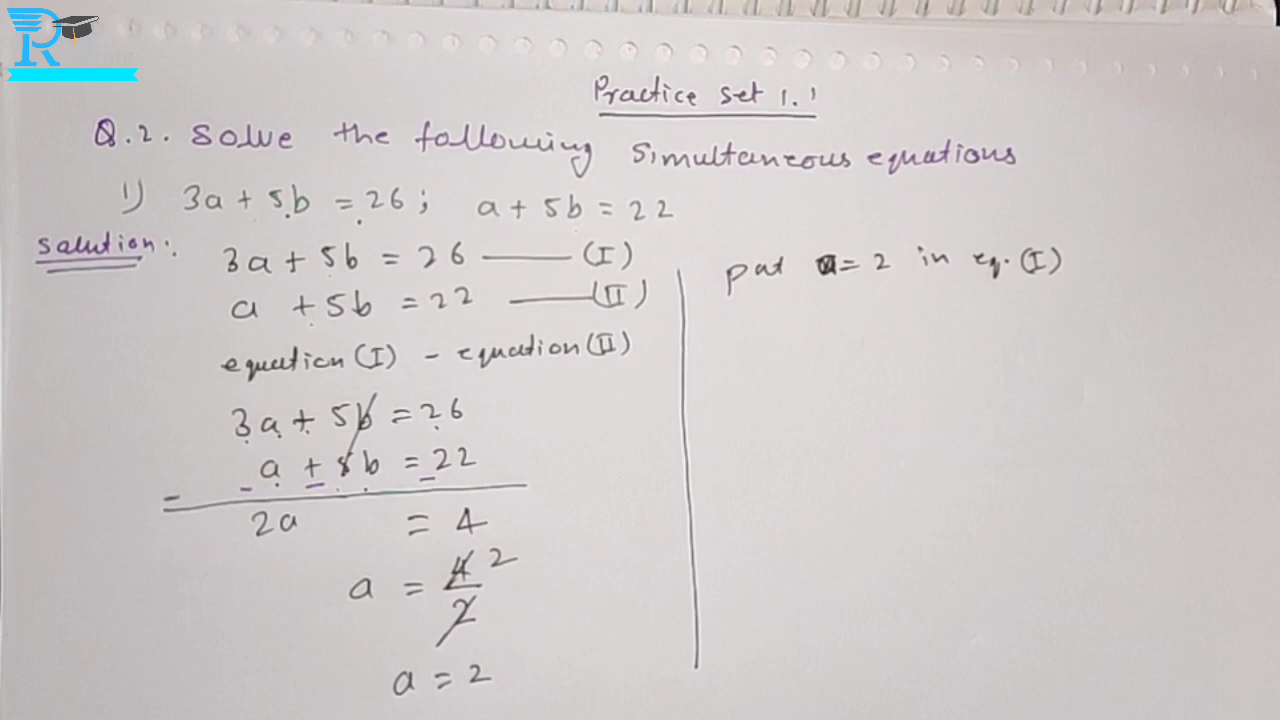 R
Practice set 1.1
Q.2. Solve the following simultaneous equations
1) 3a + 5b = 26 ; a + 5b = 22
Solution:.
3a + 5b = 26 —— (I)
a + 5b = 22 —— (II)
equation (I) - equation (II)
3a + 5b = 26
a + 5b = 22
- - -
-
2a = 4
a = 4/2 2
a = 2
put a = 2 in eq. (I)